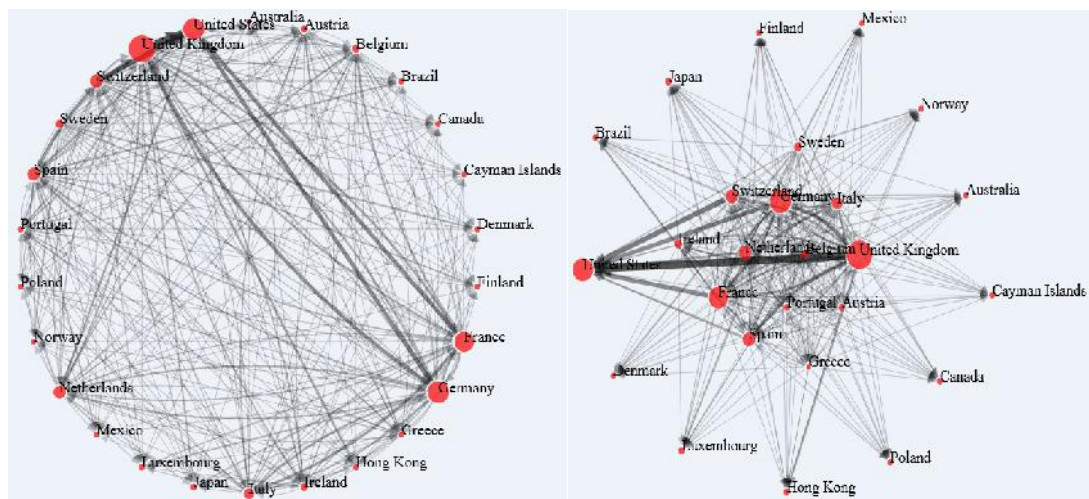 United States
Australia
Austria
United Kingdom
Belgium
Switzerland
Brazil
Sweden
Canada
Spain
Cayman Islands
Portugal
Denmark
Poland
Finland
Norway
France
Netherlands
Germany
Mexico
Greece
Luxembourg
Hong Kong
Japan
Italy
Ireland
Mexico
Finland
Japan
Norway
Brazil
Sweden
Switzerland
Germany
Italy
Australia
Ireland
Netherlands
Belgium
United Kingdom
United States
France
Portugal
Austria
Cayman Islands
Spain
Greece
Denmark
Canada
Luxembourg
Poland
Hong Kong